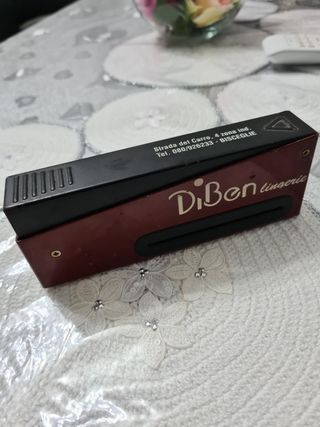 Strada del Carro, 4 zona ind.
Tel. 080/926233 - BISCEGLIE
DiBen lingerie